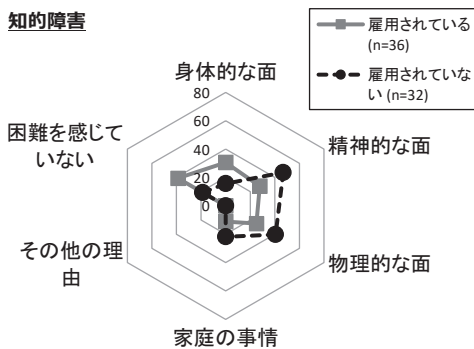 知的障害
雇用されている
(n=36)
雇用されていな
い (n=32)
身体的な面
80
60
40
20
0
精神的な面
物理的な面
家庭の事情
その他の理
由
困難を感じて
いない